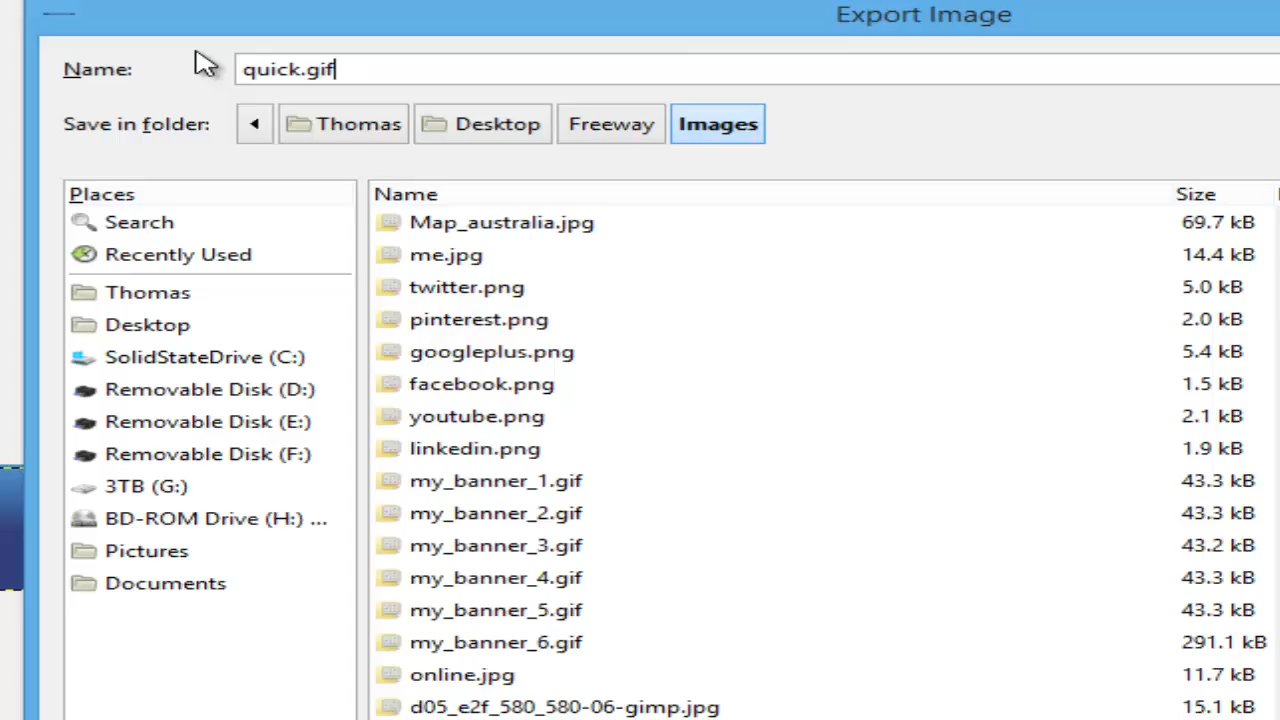 Export Image
Name: quick.gif
Save in folder: Thomas Desktop Freeway Images
Places
Search
Recently Used
Thomas
Desktop
SolidStateDrive (C:)
Removable Disk (D:)
Removable Disk (E:)
Removable Disk (F:)
3TB (G:)
BD-ROM Drive (H:) ...
Pictures
Documents
Name Size
Map_australia.jpg 69.7 kB
me.jpg 14.4 kB
twitter.png 5.0 kB
pinterest.png 2.0 kB
googleplus.png 5.4 kB
facebook.png 1.5 kB
youtube.png 2.1 kB
linkedin.png 1.9 kB
my_banner_1.gif 43.3 kB
my_banner_2.gif 43.3 kB
my_banner_3.gif 43.2 kB
my_banner_4.gif 43.3 kB
my_banner_5.gif 43.3 kB
my_banner_6.gif 291.1 kB
online.jpg 11.7 kB
d05_e2f_580_580-06-gimp.jpg 15.1 kB